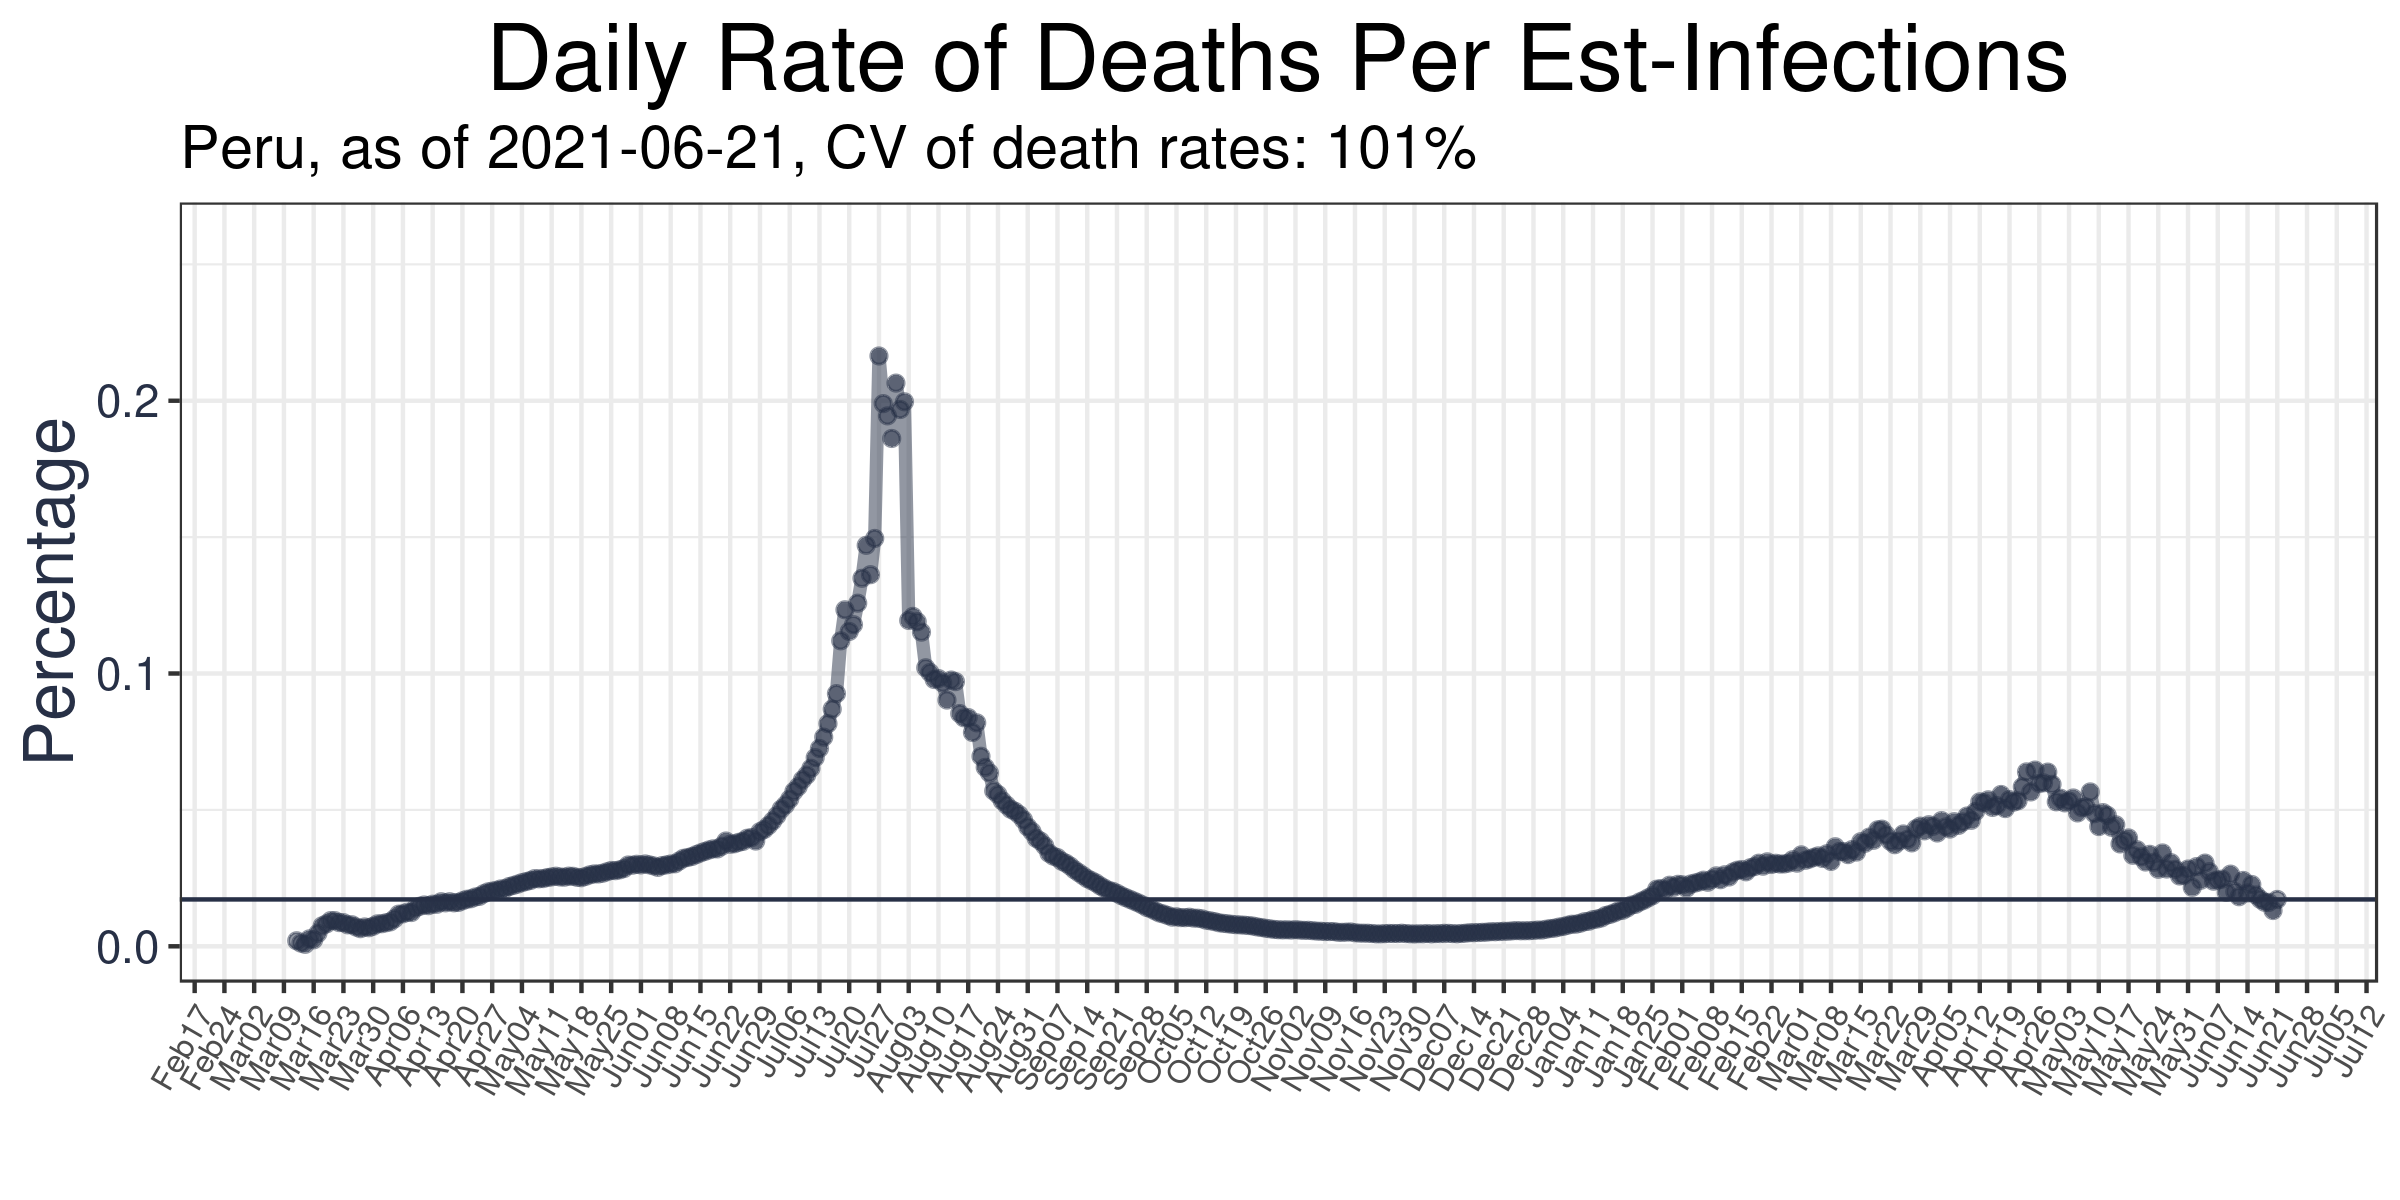 Daily Rate of Deaths Per Est-Infections
Peru, as of 2021-06-21, CV of death rates: 101%
Percentage
0.2
0.1
0.0
Feb17
Feb24
Mar02
Mar09
Mar16
Mar23
Mar30
Apr06
Apr13
Apr20
Apr27
May04
May11
May18
May25
Jun01
Jun08
Jun15
Jun22
Jun29
Jul06
Jul13
Jul20
Jul27
Aug03
Aug10
Aug17
Aug24
Aug31
Sep07
Sep14
Sep21
Sep28
Oct05
Oct12
Oct19
Oct26
Nov02
Nov09
Nov16
Nov23
Nov30
Dec07
Dec14
Dec21
Dec28
Jan04
Jan11
Jan18
Jan25
Feb01
Feb08
Feb15
Feb22
Mar01
Mar08
Mar15
Mar22
Mar29
Apr05
Apr12
Apr19
Apr26
May03
May10
May17
May24
May31
Jun07
Jun14
Jun21
Jun28
Jul05
Jul12